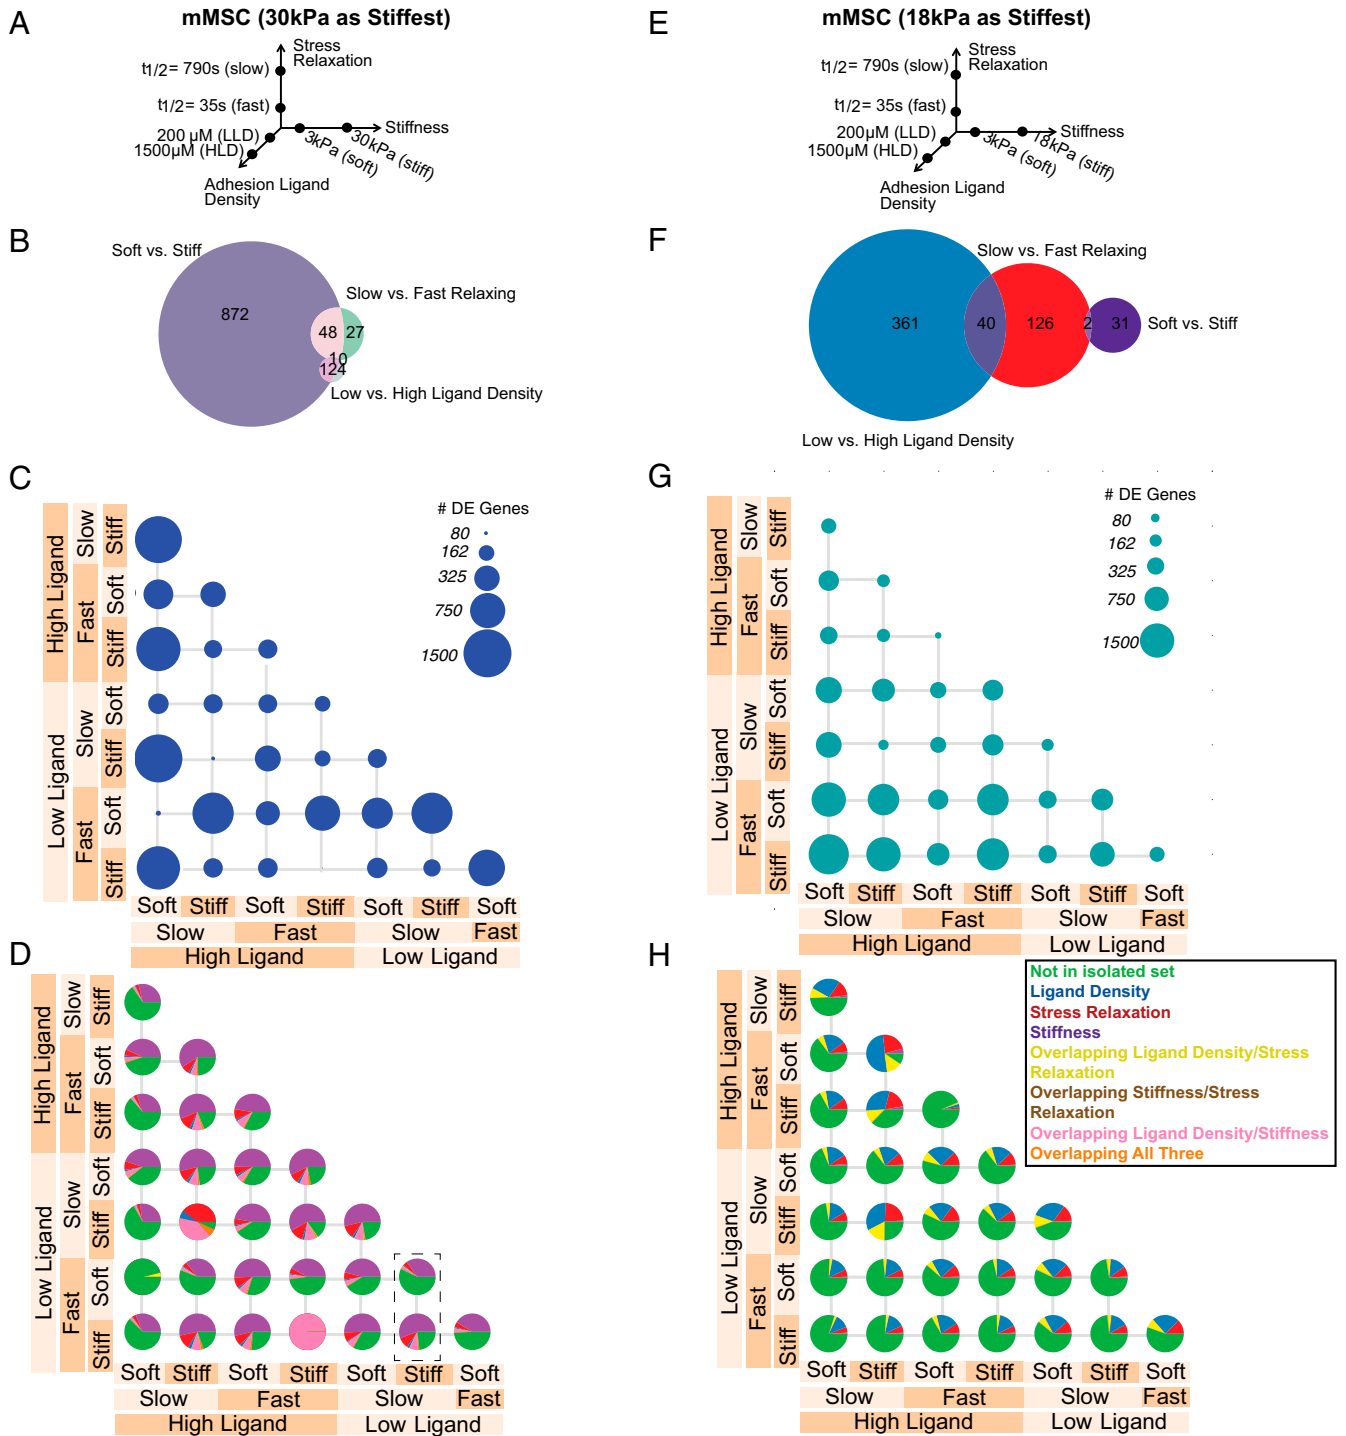 A
mMSC (30kPa as Stiffest)
Stress
Relaxation
t1/2= 790s (slow)
t1/2= 35s (fast)
200 µM (LLD)
1500µM (HLD)
Stiffness
3kPa (soft)
30kPa (stiff)
Adhesion Ligand
Density
E
mMSC (18kPa as Stiffest)
Stress
Relaxation
t1/2= 790s (slow)
t1/2= 35s (fast)
200µM (LLD)
1500µM (HLD)
Stiffness
3kPa (soft)
18kPa (stiff)
Adhesion Ligand
Density
B
Soft vs. Stiff
Slow vs. Fast Relaxing
872
48
27
10
124
Low vs. High Ligand Density
F
Slow vs. Fast Relaxing
361
40
126
2
31
Soft vs. Stiff
Low vs. High Ligand Density
C
# DE Genes
80
162
325
750
1500
High Ligand
Low Ligand
Slow
Fast
Slow
Fast
Stiff
Soft
Stiff
Soft
Stiff
Soft
Stiff
Soft Stiff Soft Stiff Soft Stiff Soft
Slow Fast Slow Fast
High Ligand Low Ligand
G
# DE Genes
80
162
325
750
1500
High Ligand
Low Ligand
Slow
Fast
Slow
Fast
Stiff
Soft
Stiff
Soft
Stiff
Soft
Stiff
Soft Stiff Soft Stiff Soft Stiff Soft
Slow Fast Slow Fast
High Ligand Low Ligand
D
High Ligand
Low Ligand
Slow
Fast
Slow
Fast
Stiff
Soft
Stiff
Soft
Stiff
Soft
Stiff
Soft Stiff Soft Stiff Soft Stiff Soft
Slow Fast Slow Fast
High Ligand Low Ligand
H
Not in isolated set
Ligand Density
Stress Relaxation
Stiffness
Overlapping Ligand Density/Stress
Relaxation
Overlapping Stiffness/Stress
Relaxation
Overlapping Ligand Density/Stiffness
Overlapping All Three
High Ligand
Low Ligand
Slow
Fast
Slow
Fast
Stiff
Soft
Stiff
Soft
Stiff
Soft
Stiff
Soft Stiff Soft Stiff Soft Stiff Soft
Slow Fast Slow Fast
High Ligand Low Ligand